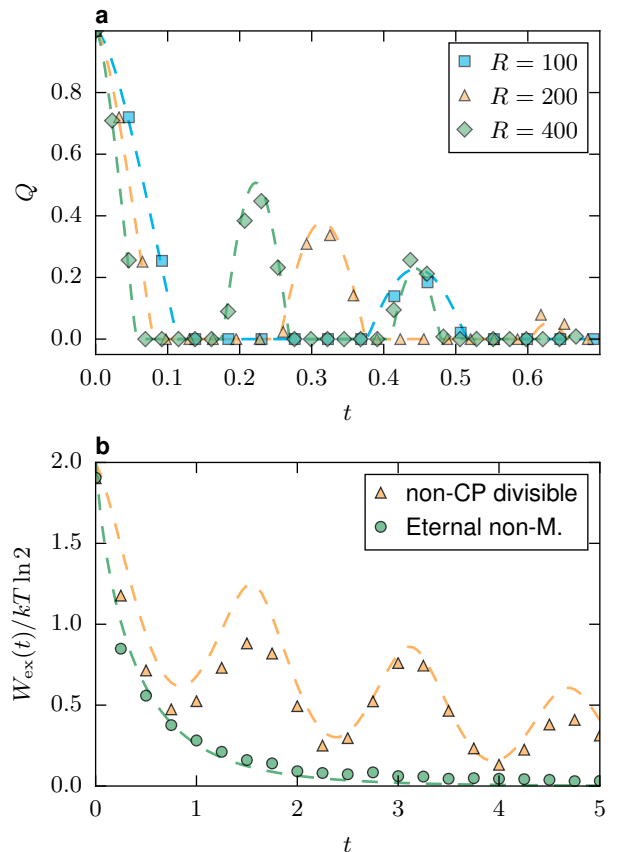 a
Q
0.8
0.6
0.4
0.2
0.0
0.0 0.1 0.2 0.3 0.4 0.5 0.6
t
R = 100
R = 200
R = 400
b
W_ex(t)/kT ln 2
2.0
1.5
1.0
0.5
0.0
0 1 2 3 4 5
t
non-CP divisible
Eternal non-M.